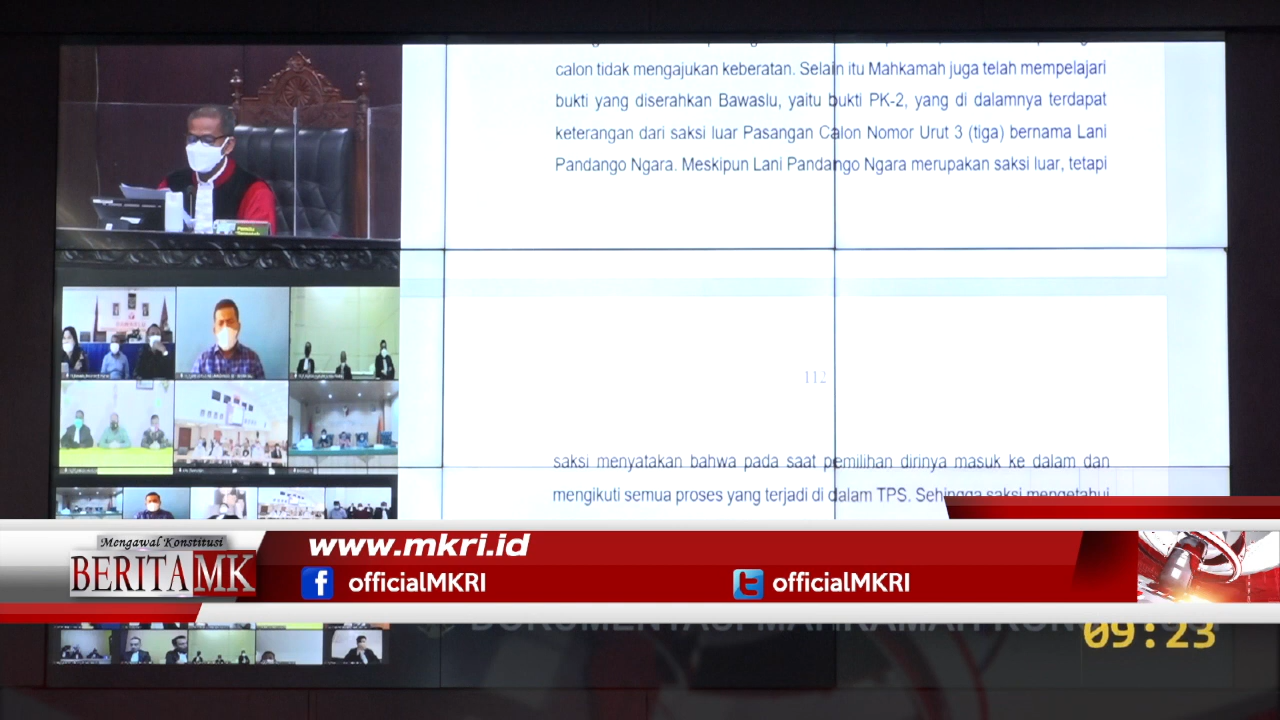 calon tidak mengajukan keberatan. Selain itu Mahkamah juga telah mempelajari
bukti yang diserahkan Bawaslu, yaitu bukti PK-2, yang di dalamnya terdapat
keterangan dari saksi luar Pasangan Calon Nomor Urut 3 (tiga) bernama Lani
Pandango Ngara. Meskipun Lani Pandango Ngara merupakan saksi luar, tetapi
112
saksi menyatakan bahwa pada saat pemilihan dirinya masuk ke dalam dan
mengikuti semua proses yang terjadi di dalam TPS. Sehingga saksi mengetahui
Mengawal Konstitusi
BERITAMK
www.mkri.id
f officialMKRI
t officialMKRI
09:23